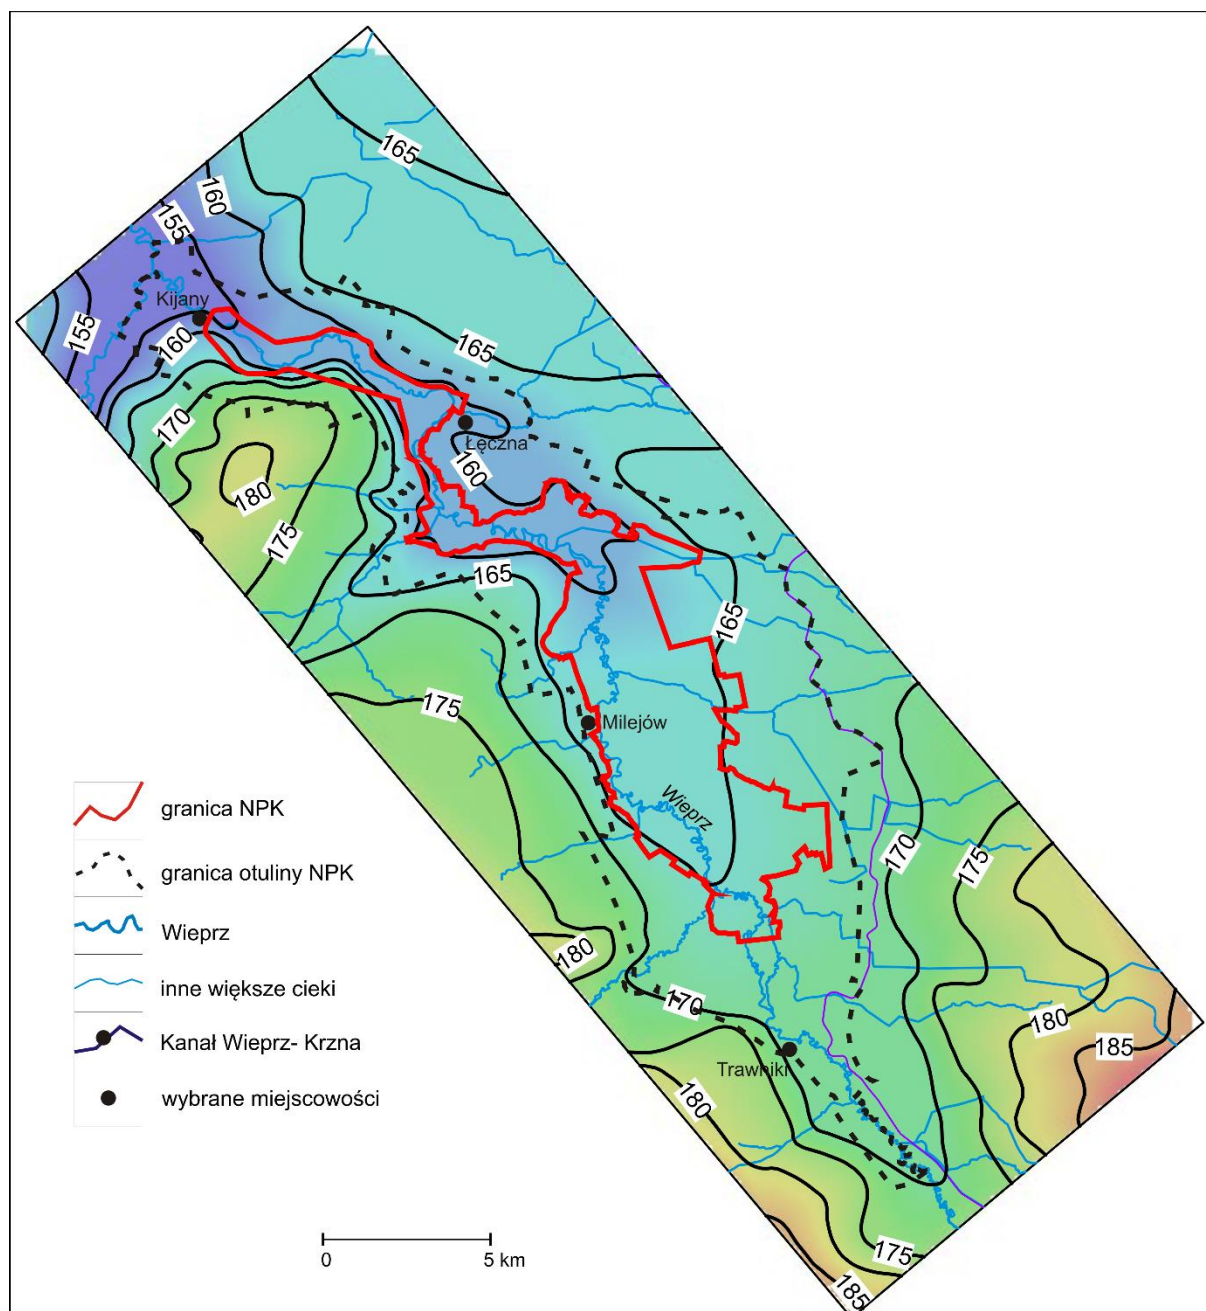 165
160
155
Kijany
155
160
165
170
Łęczna
160
180
175
165
165
175
Milejów
Wieprz
170
175
180
170
180
185
Trawniki
180
175
185
granica NPK
granica otuliny NPK
Wieprz
inne większe cieki
Kanał Wieprz- Krzna
wybrane miejscowości
0 5 km